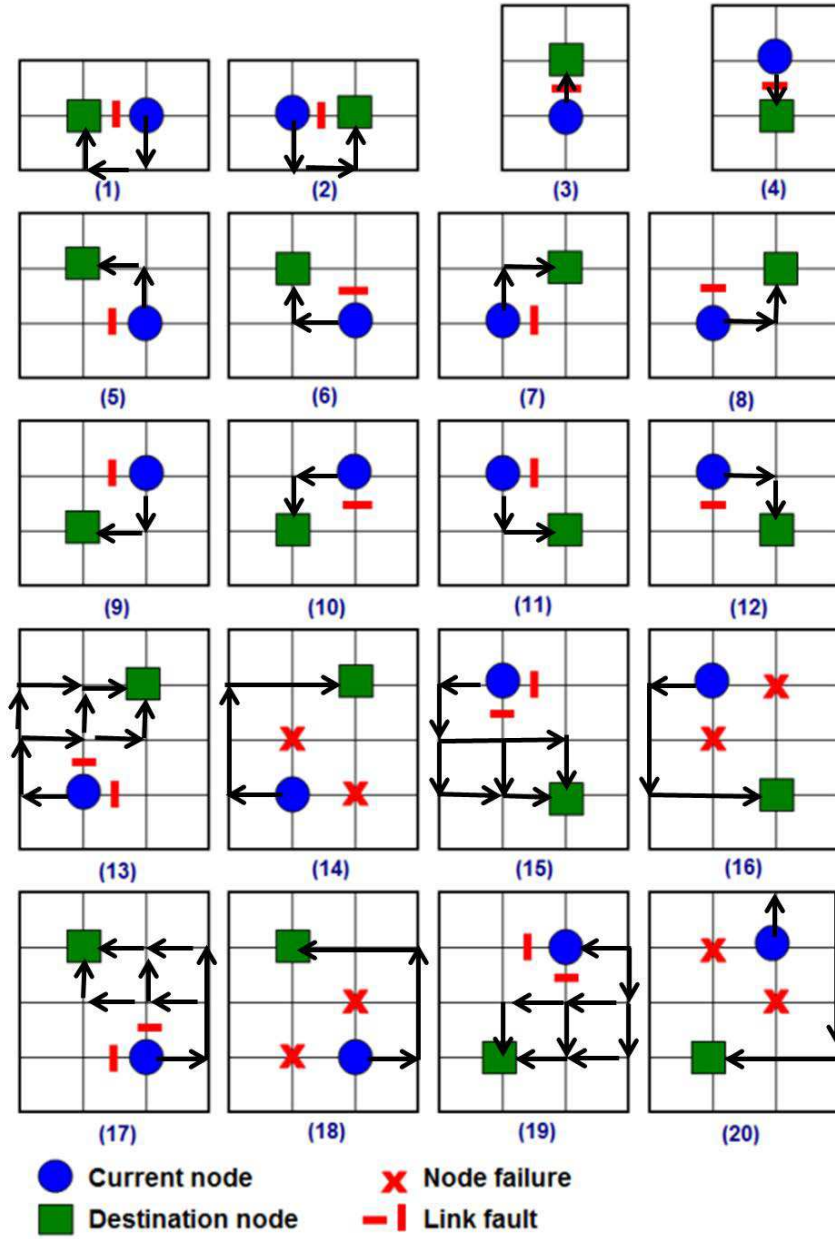 (1) (2) (3) (4)
(5) (6) (7) (8)
(9) (10) (11) (12)
(13) (14) (15) (16)
(17) (18) (19) (20)
Current node Node failure
Destination node Link fault